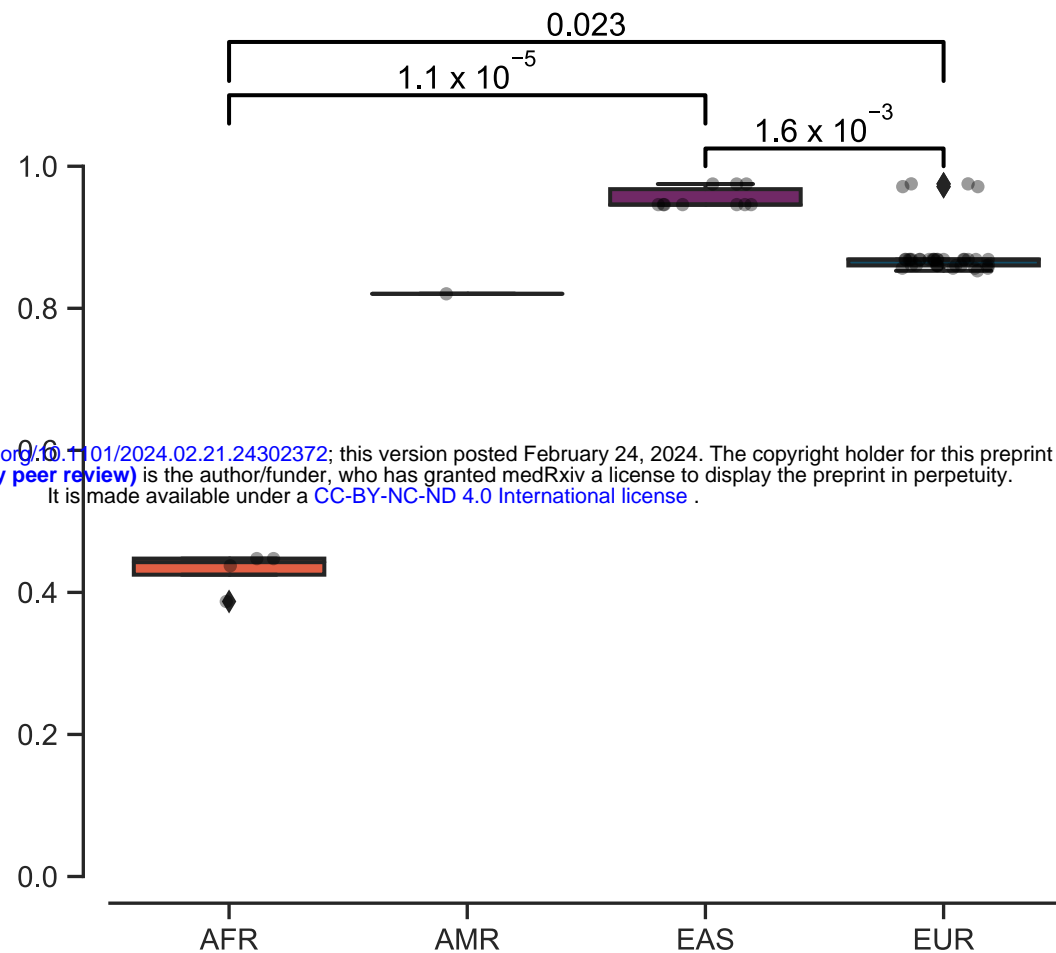 0.023
1.1 x 10⁻⁵
1.6 x 10⁻³
1.0
0.8
0.6
org/10.1101/2024.02.21.24302372; this version posted February 24, 2024. The copyright holder for this preprint
y peer review) is the author/funder, who has granted medRxiv a license to display the preprint in perpetuity.
It is made available under a CC-BY-NC-ND 4.0 International license .
0.4
0.2
0.0
AFR AMR EAS EUR